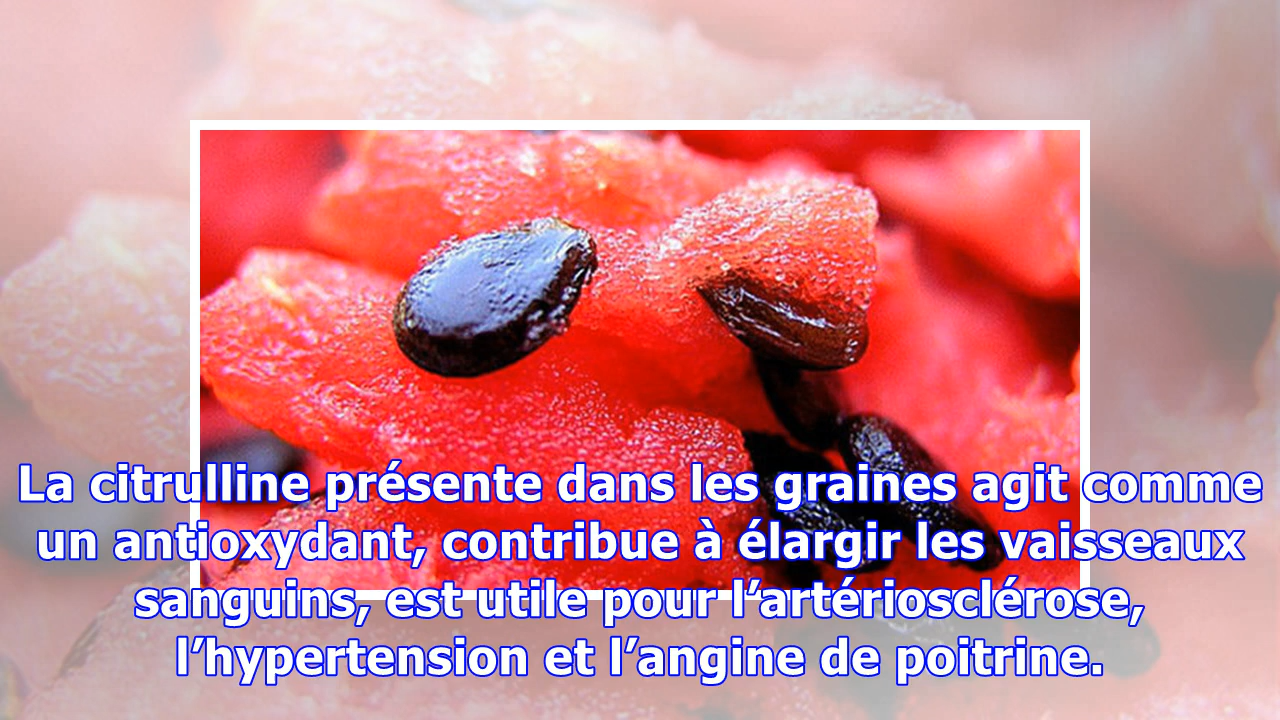 La citrulline présente dans les graines agit comme
un antioxydant, contribue à élargir les vaisseaux
sanguins, est utile pour l’artériosclérose,
l’hypertension et l’angine de poitrine.